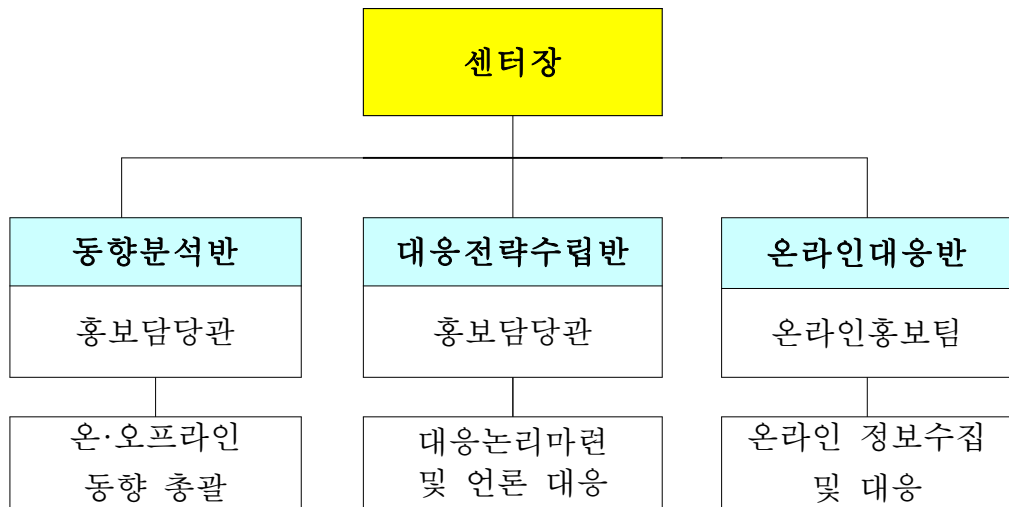 센터장
동향분석반
홍보담당관
온·오프라인
동향 총괄
대응전략수립반
홍보담당관
대응논리마련
및 언론 대응
온라인대응반
온라인홍보팀
온라인 정보수집
및 대응